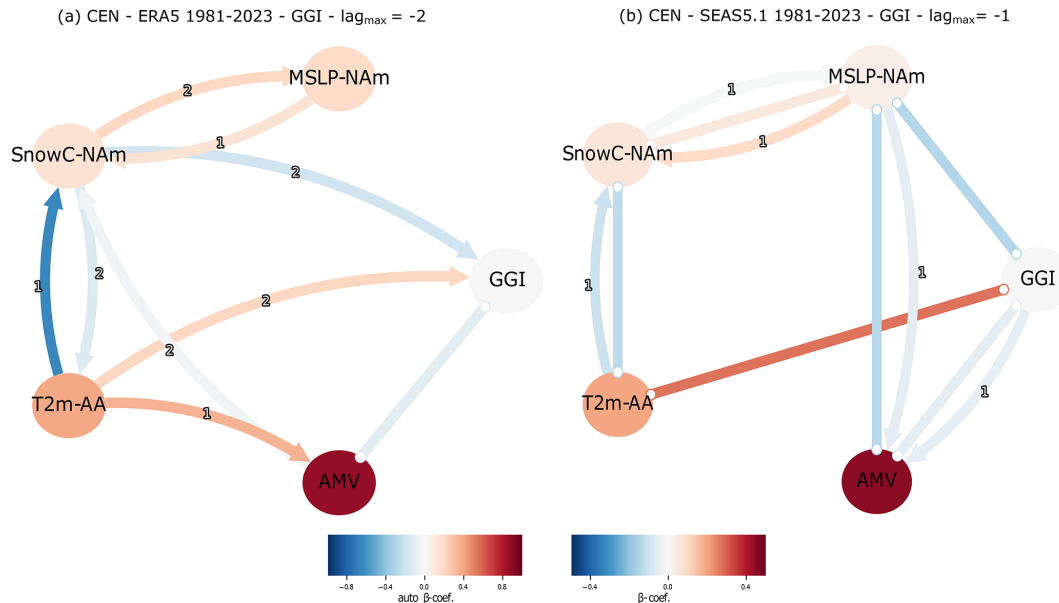 (a) CEN - ERA5 1981-2023 - GGI - lagmax = -2
(b) CEN - SEAS5.1 1981-2023 - GGI - lagmax= -1
2
MSLP-NAm
1
SnowC-NAm
2
1
2
2
GGI
2
T2m-AA
1
AMV
1
MSLP-NAm
SnowC-NAm
1
1
1
GGI
T2m-AA
1
AMV
−0.8 −0.4 0.0 0.4 0.8
auto β-coef.
−0.4 0.0 0.4
β-coef.